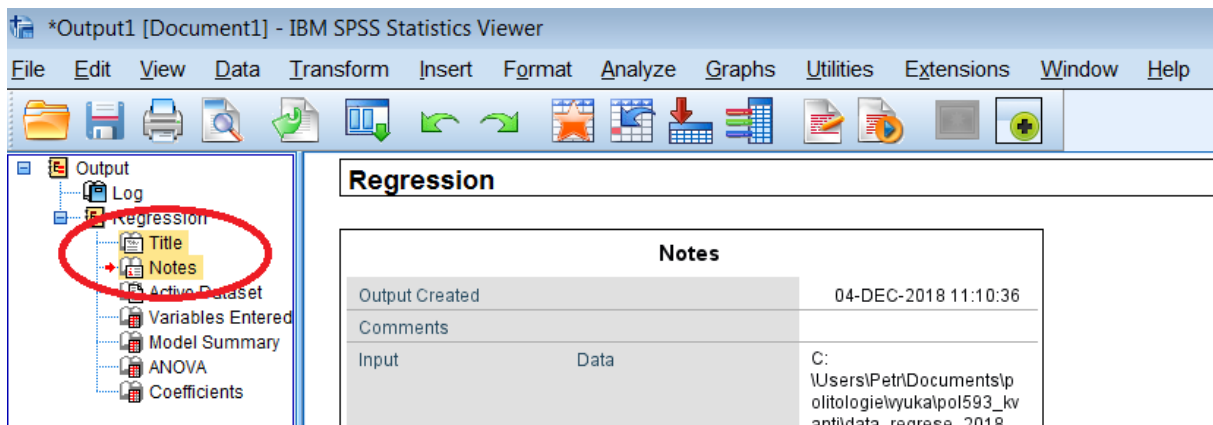 *Output1 [Document1] - IBM SPSS Statistics Viewer
File Edit View Data Transform Insert Format Analyze Graphs Utilities Extensions Window Help
Output
Log
Regression
Title
Notes
Active Dataset
Variables Entered
Model Summary
ANOVA
Coefficients
Regression
Notes
Output Created 04-DEC-2018 11:10:36
Comments
Input Data C:
\Users\Petr\Documents\p
olitologie\vyuka\pol593_kv
anti\data_regrese_2018